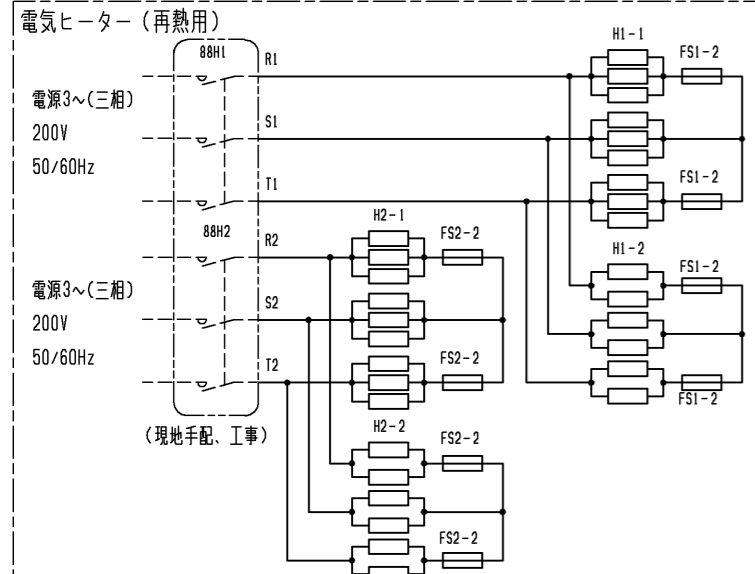 電気ヒーター(再熱用)
88H1
R1
H1-1
FS1-2
電源3~(三相)
200V
50/60Hz
S1
T1
FS1-2
88H2
R2
H2-1
FS2-2
H1-2
FS1-2
電源3~(三相)
200V
50/60Hz
S2
T2
FS2-2
FS1-2
(現地手配、工事)
H2-2
FS2-2
FS2-2